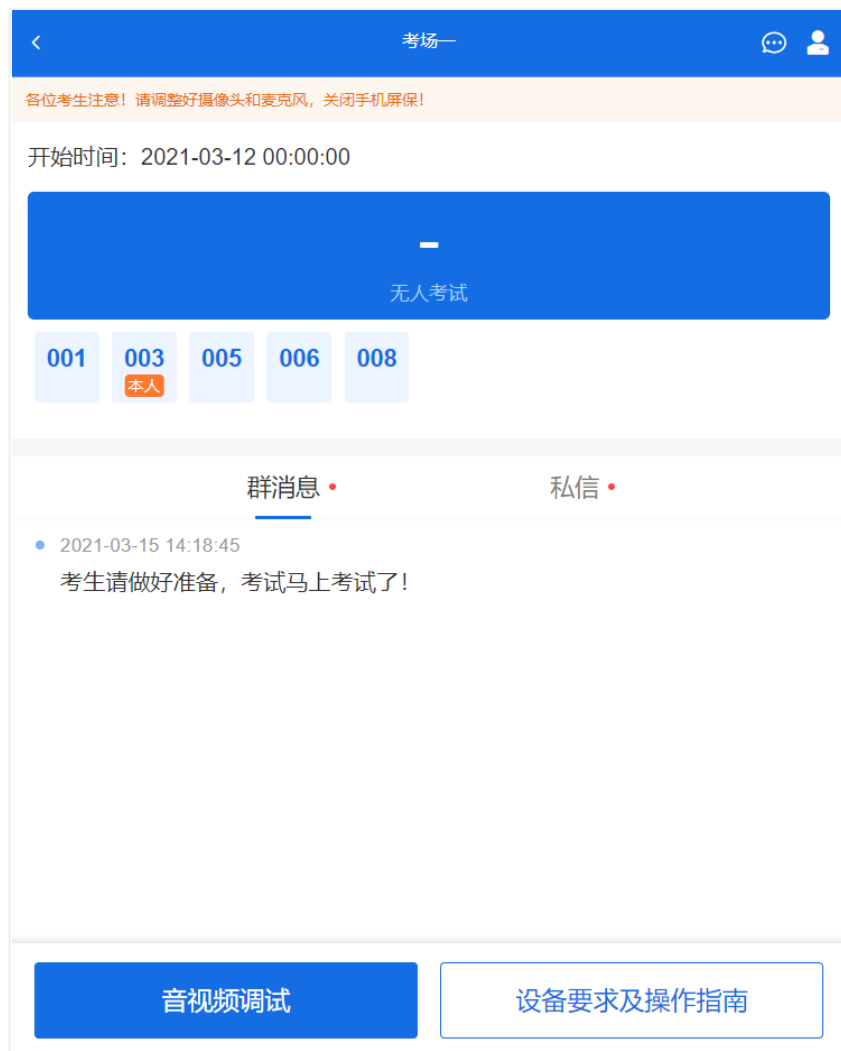 考场一
各位考生注意！请调整好摄像头和麦克风，关闭手机屏保！
开始时间：2021-03-12 00:00:00
-
无人考试
001 003 005 006 008
本人
群消息 私信
2021-03-15 14:18:45
考生请做好准备，考试马上考试了！
音视频调试 设备要求及操作指南